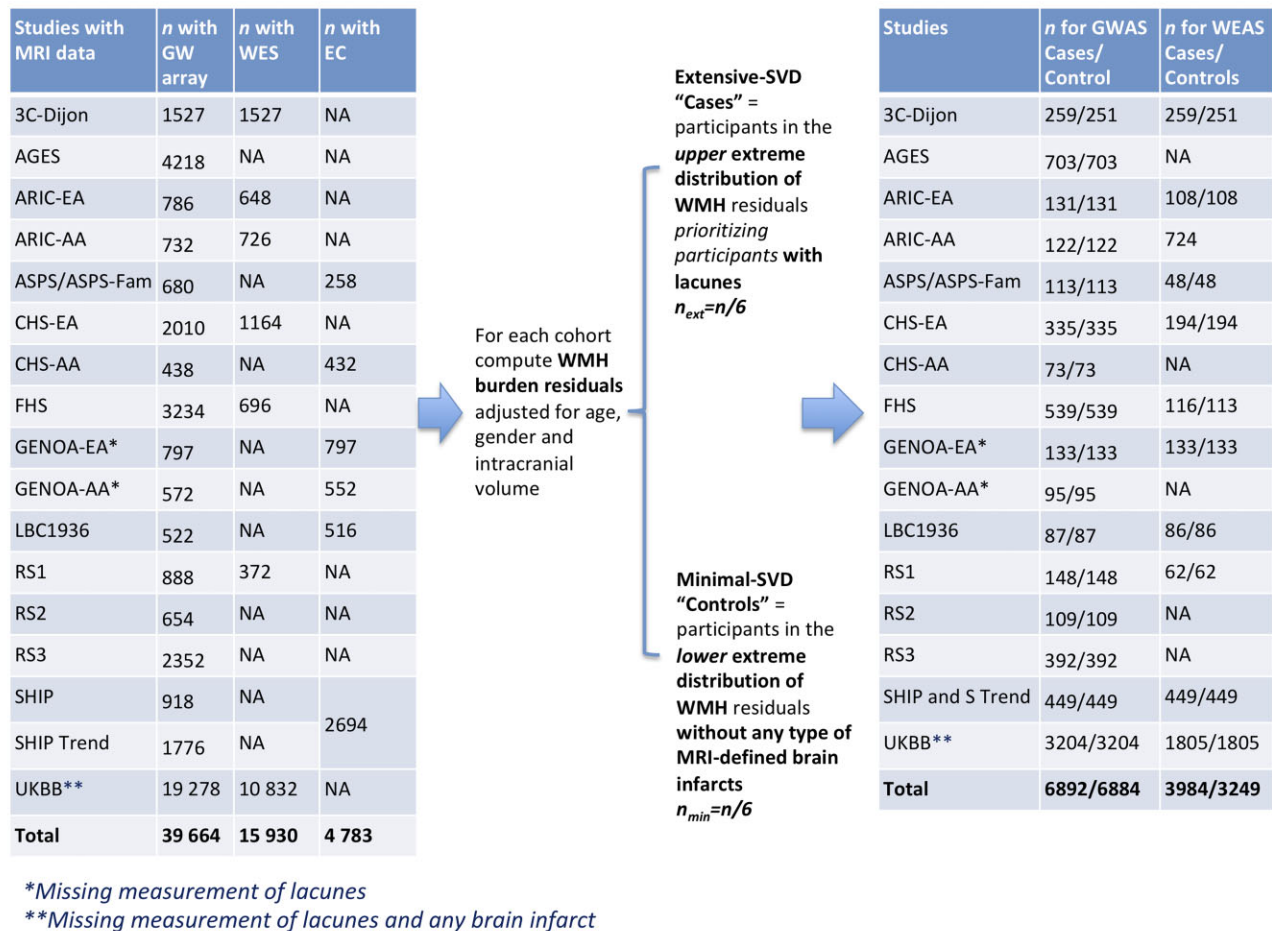 Studies with MRI data | n with GW array | n with WES | n with EC
3C-Dijon | 1527 | 1527 | NA
AGES | 4218 | NA | NA
ARIC-EA | 786 | 648 | NA
ARIC-AA | 732 | 726 | NA
ASPS/ASPS-Fam | 680 | NA | 258
CHS-EA | 2010 | 1164 | NA
CHS-AA | 438 | NA | 432
FHS | 3234 | 696 | NA
GENOA-EA* | 797 | NA | 797
GENOA-AA* | 572 | NA | 552
LBC1936 | 522 | NA | 516
RS1 | 888 | 372 | NA
RS2 | 654 | NA | NA
RS3 | 2352 | NA | NA
SHIP | 918 | NA | 2694
SHIP Trend | 1776 | NA
UKBB** | 19 278 | 10 832 | NA
Total | 39 664 | 15 930 | 4 783
For each cohort
compute WMH
burden residuals
adjusted for age,
gender and
intracranial
volume
Extensive-SVD
“Cases” =
participants in the
upper extreme
distribution of
WMH residuals
prioritizing
participants with
lacunes
n_ext=n/6
Minimal-SVD
“Controls” =
participants in the
lower extreme
distribution of
WMH residuals
without any type of
MRI-defined brain
infarcts
n_min=n/6
Studies | n for GWAS Cases/ Control | n for WEAS Cases/ Controls
3C-Dijon | 259/251 | 259/251
AGES | 703/703 | NA
ARIC-EA | 131/131 | 108/108
ARIC-AA | 122/122 | 724
ASPS/ASPS-Fam | 113/113 | 48/48
CHS-EA | 335/335 | 194/194
CHS-AA | 73/73 | NA
FHS | 539/539 | 116/113
GENOA-EA* | 133/133 | 133/133
GENOA-AA* | 95/95 | NA
LBC1936 | 87/87 | 86/86
RS1 | 148/148 | 62/62
RS2 | 109/109 | NA
RS3 | 392/392 | NA
SHIP and S Trend | 449/449 | 449/449
UKBB** | 3204/3204 | 1805/1805
Total | 6892/6884 | 3984/3249
*Missing measurement of lacunes
**Missing measurement of lacunes and any brain infarct